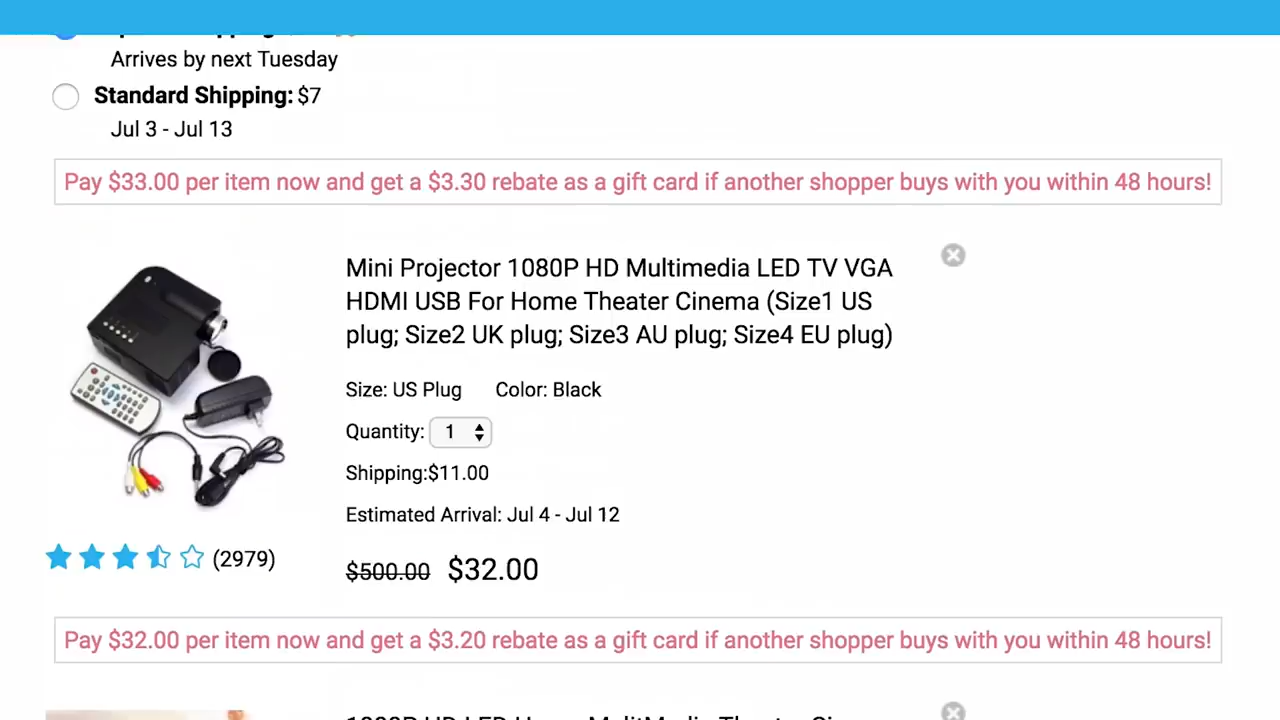 Arrives by next Tuesday
Standard Shipping: $7
Jul 3 - Jul 13
Pay $33.00 per item now and get a $3.30 rebate as a gift card if another shopper buys with you within 48 hours!
Mini Projector 1080P HD Multimedia LED TV VGA
HDMI USB For Home Theater Cinema (Size1 US
plug; Size2 UK plug; Size3 AU plug; Size4 EU plug)
Size: US Plug Color: Black
Quantity: 1
Shipping:$11.00
Estimated Arrival: Jul 4 - Jul 12
(2979)
$500.00 $32.00
Pay $32.00 per item now and get a $3.20 rebate as a gift card if another shopper buys with you within 48 hours!